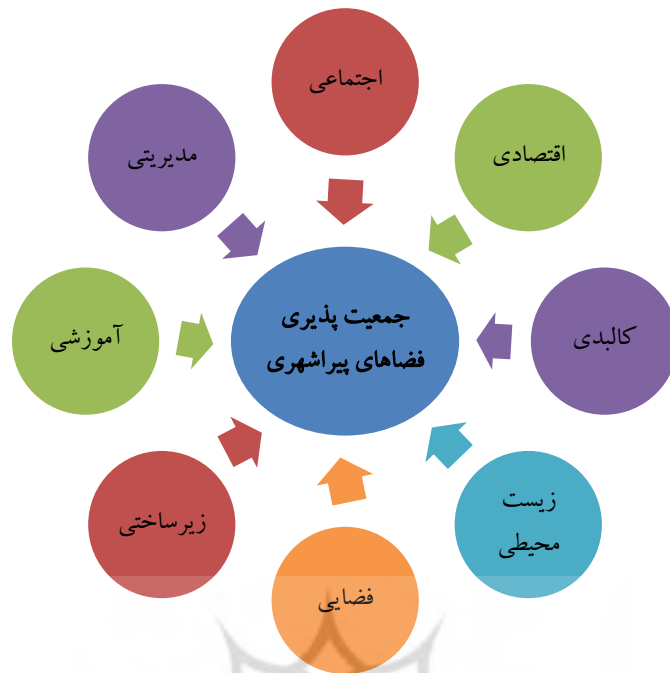 اجتماعی
اقتصادی
کالبدی
زیست
محیطی
فضایی
زیرساختی
آموزشی
مدیریتی
جمعیت پذیری
فضاهای پیراشهری